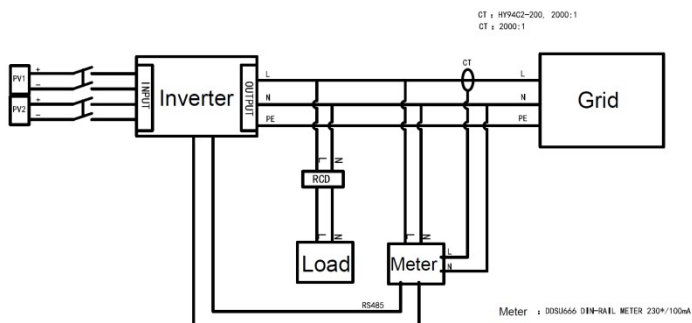 CT : HY94C2-200, 2000:1
CT : 2000:1
PV1
+
-
PV2
+
-
INPUT
Inverter
OUTPUT
L
N
PE
CT
L
N
PE
Grid
L
N
RCD
L
N
Load
L
N
Meter
L
N
RS485
Meter : DDSU666 DIN-RAIL METER 230*/100mA